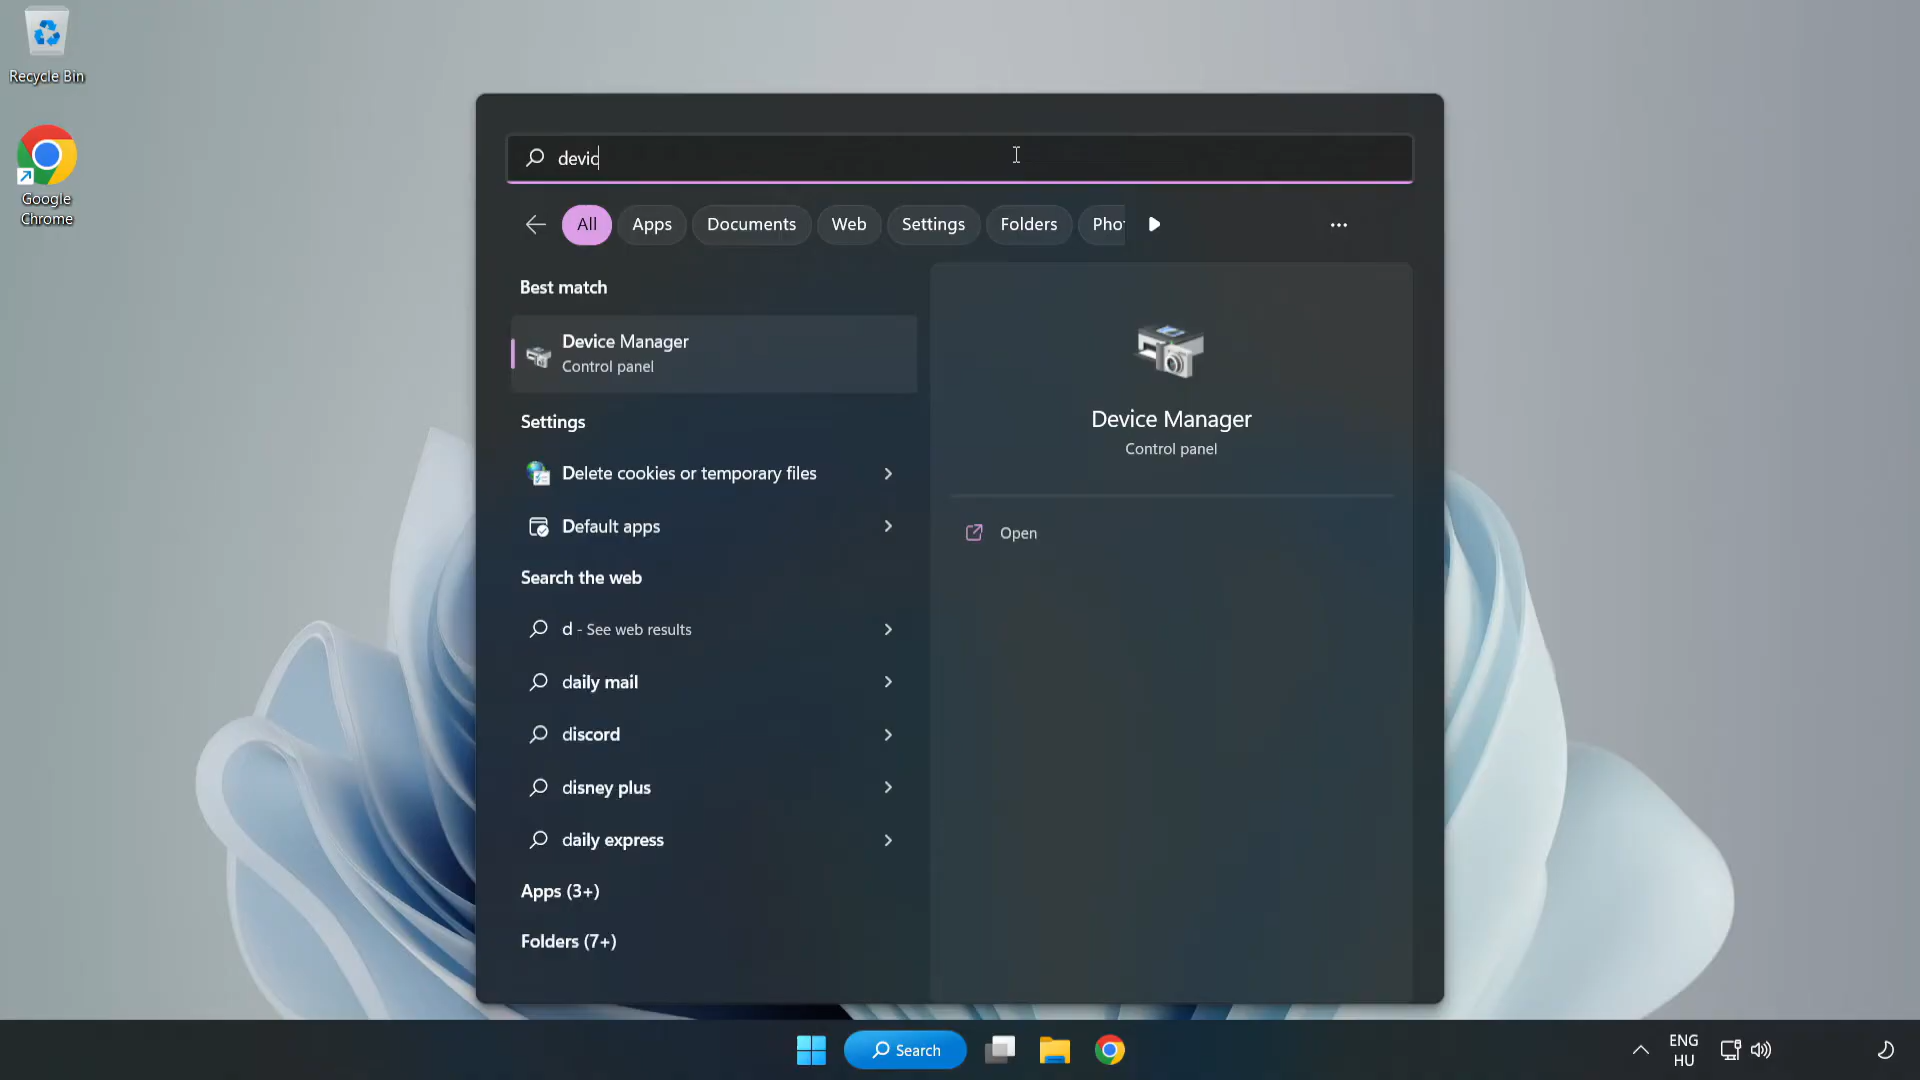 Recycle Bin
Google
Chrome
devic
All
Apps
Documents
Web
Settings
Folders
Phot
Best match
Device Manager
Control panel
Settings
Delete cookies or temporary files
Default apps
Search the web
d - See web results
daily mail
discord
disney plus
daily express
Apps (3+)
Folders (7+)
Device Manager
Control panel
Open
Search
ENG
HU